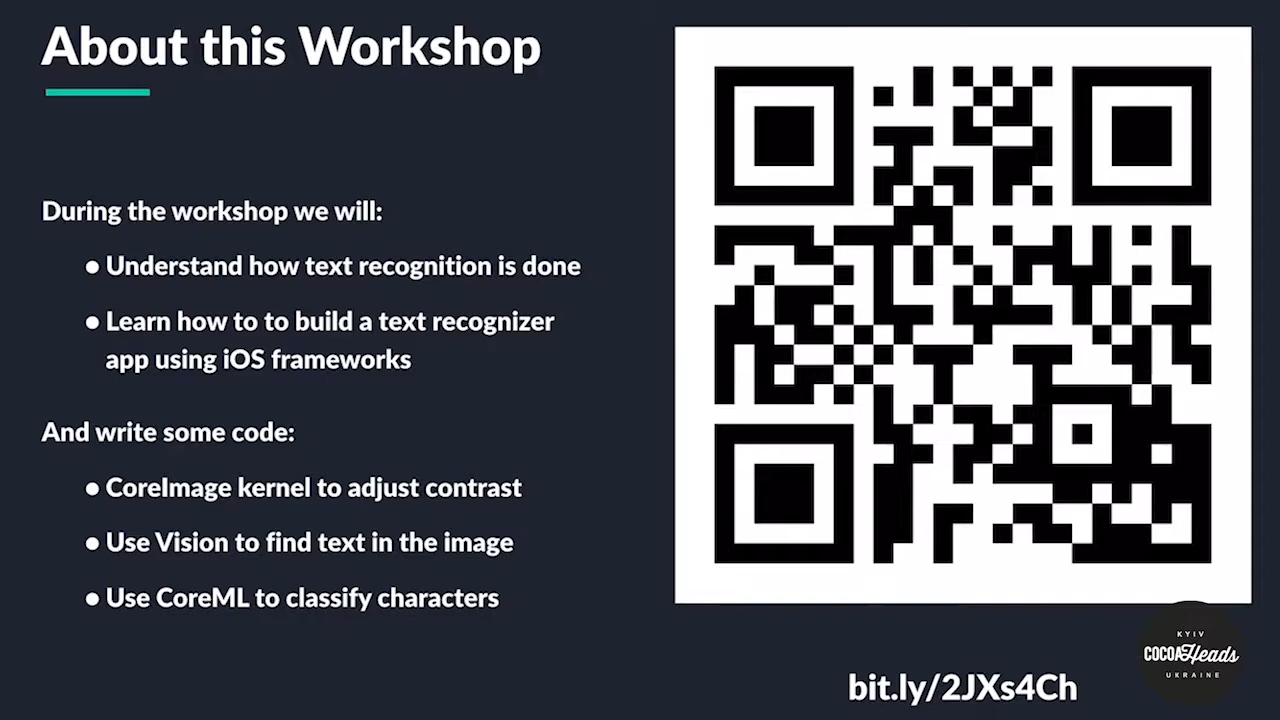 About this Workshop
During the workshop we will:
● Understand how text recognition is done
● Learn how to to build a text recognizer
app using iOS frameworks
And write some code:
● CoreImage kernel to adjust contrast
● Use Vision to find text in the image
● Use CoreML to classify characters
bit.ly/2JXs4Ch
KYIV
COCOAHeads
UKRAINE